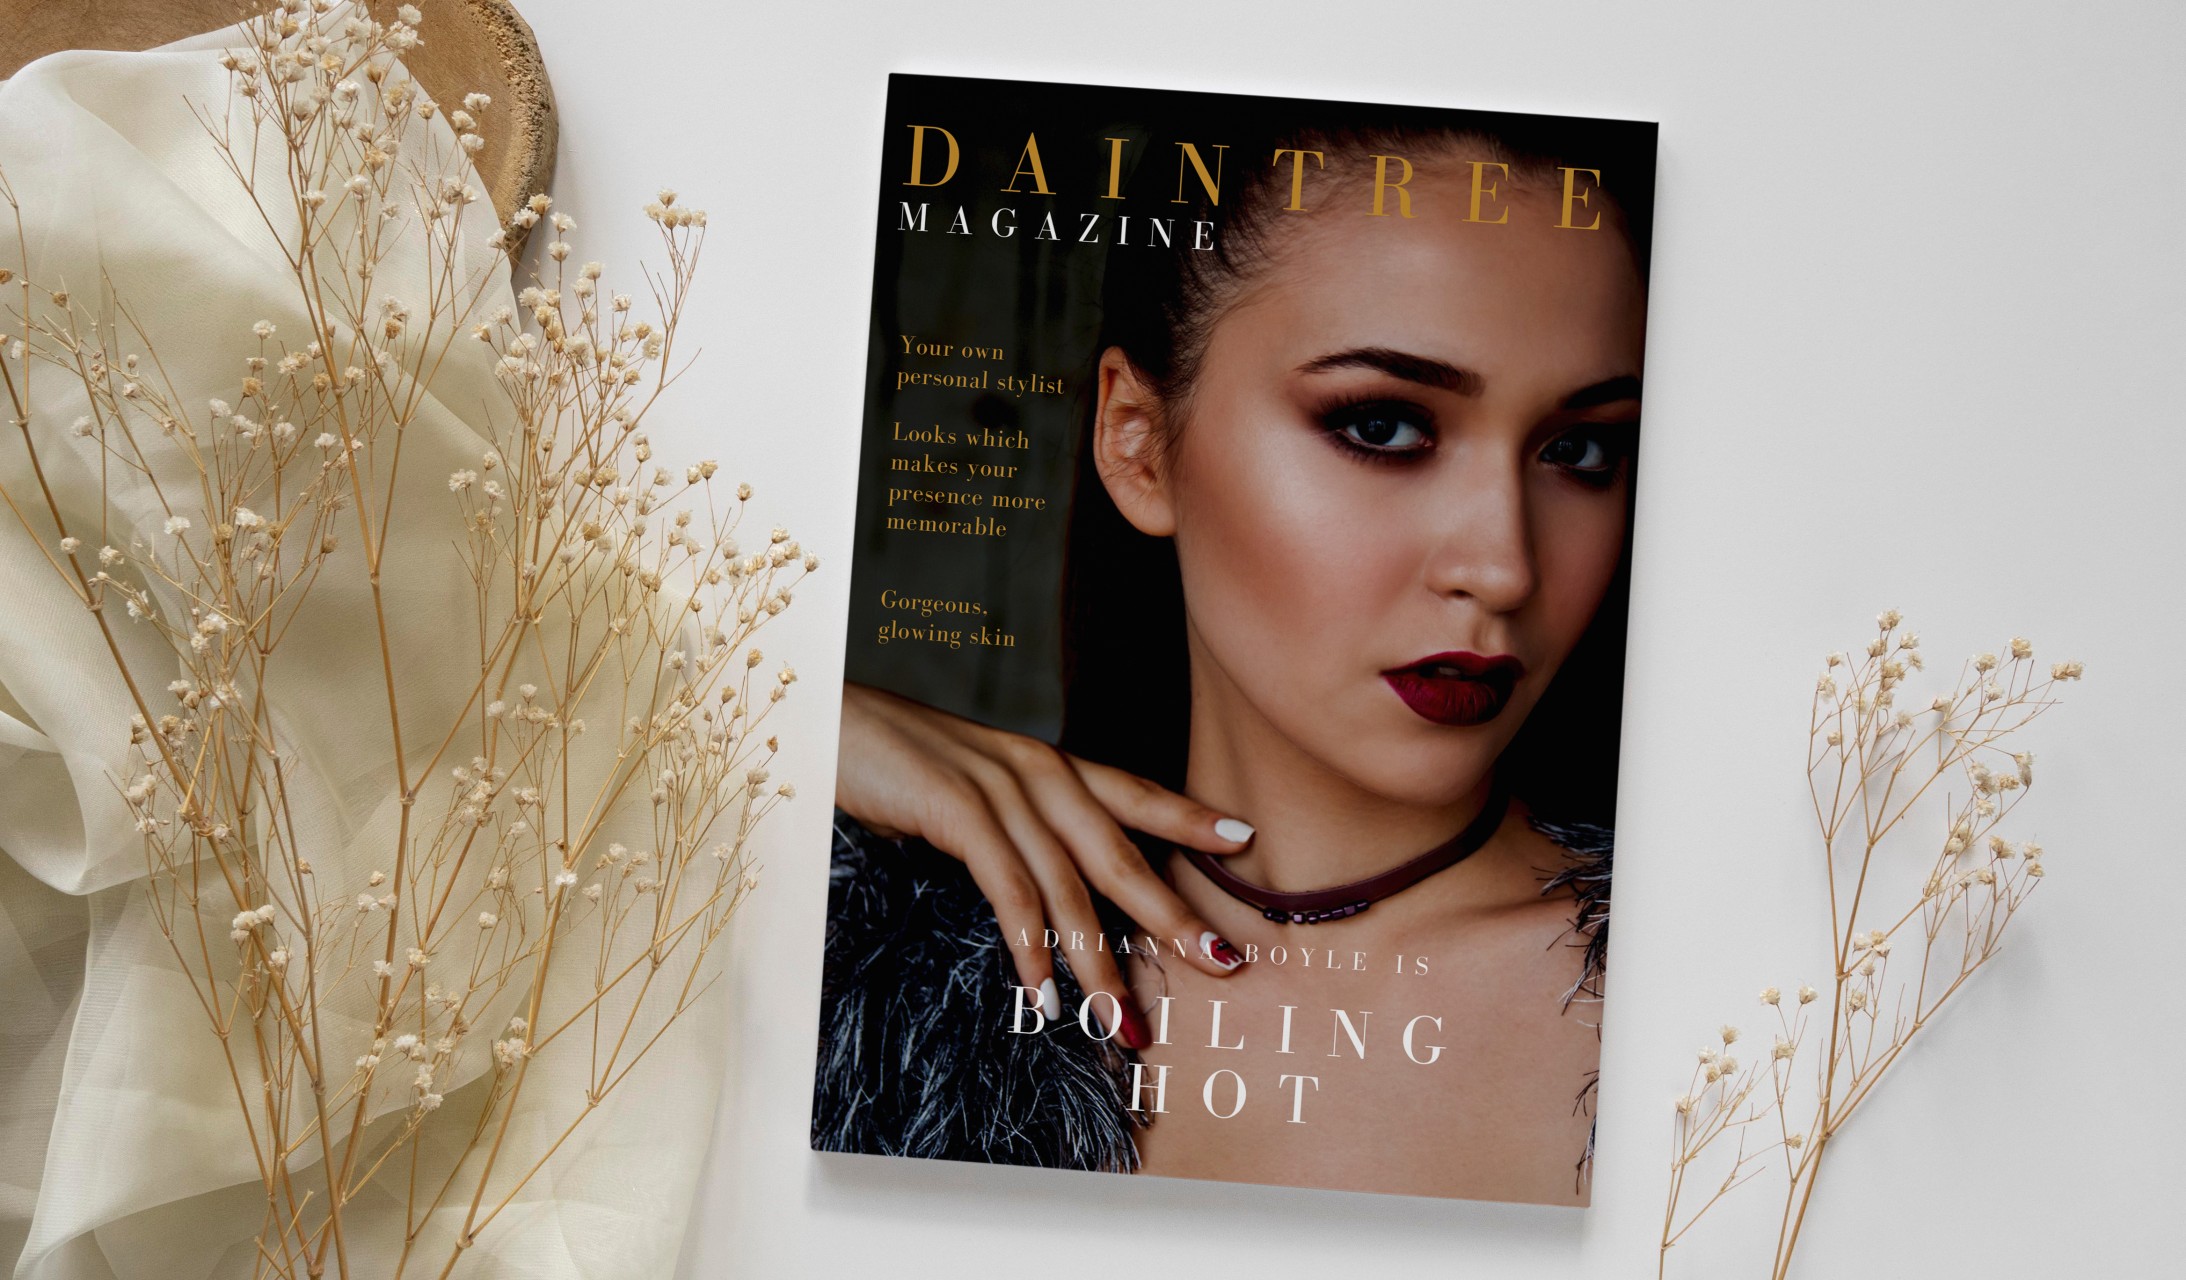 DAINTREE
MAGAZINE
Your own
personal stylist
Looks which
makes your
presence more
memorable
Gorgeous,
glowing skin
ADRIANNA BOYLE IS
BOILING
HOT